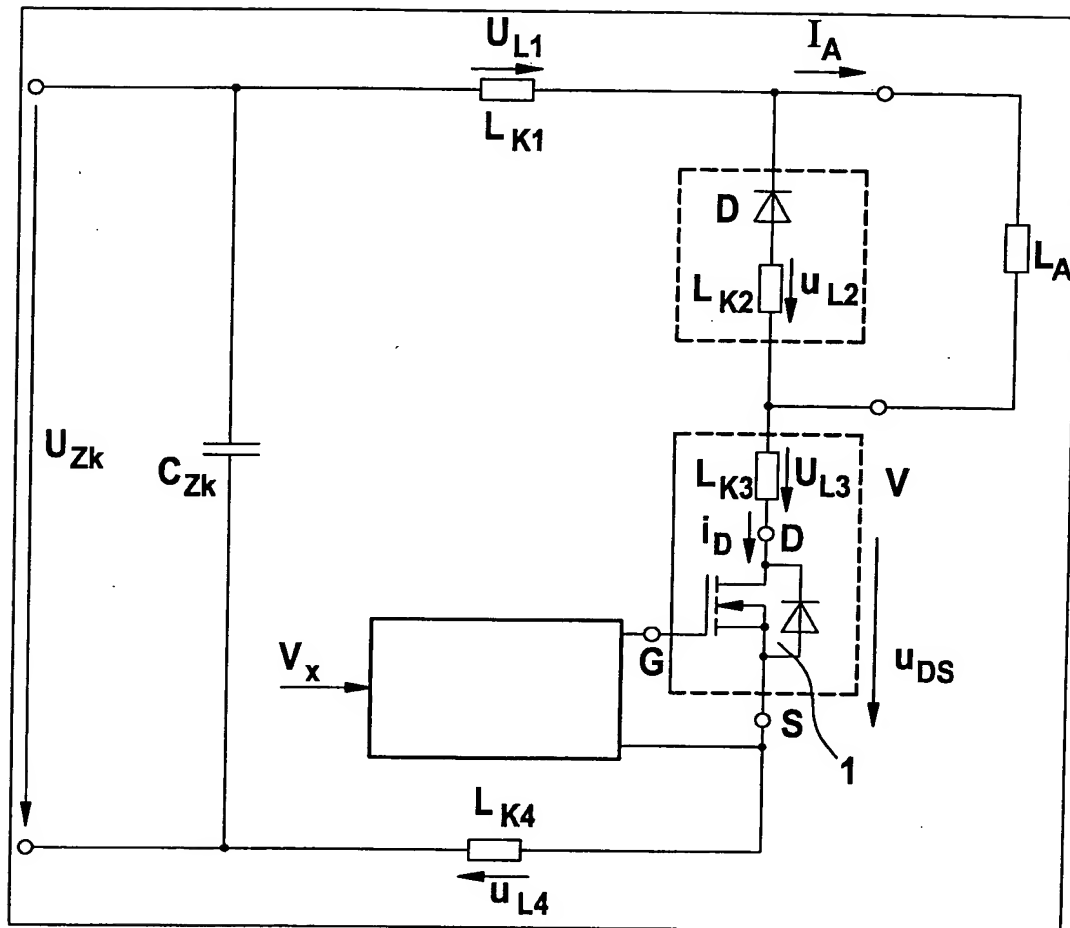 U_L1
I_A
L_K1
D
L_K2
u_L2
L_A
U_Zk
C_Zk
L_K3
U_L3
V
i_D
D
G
V_x
u_DS
S
1
L_K4
u_L4